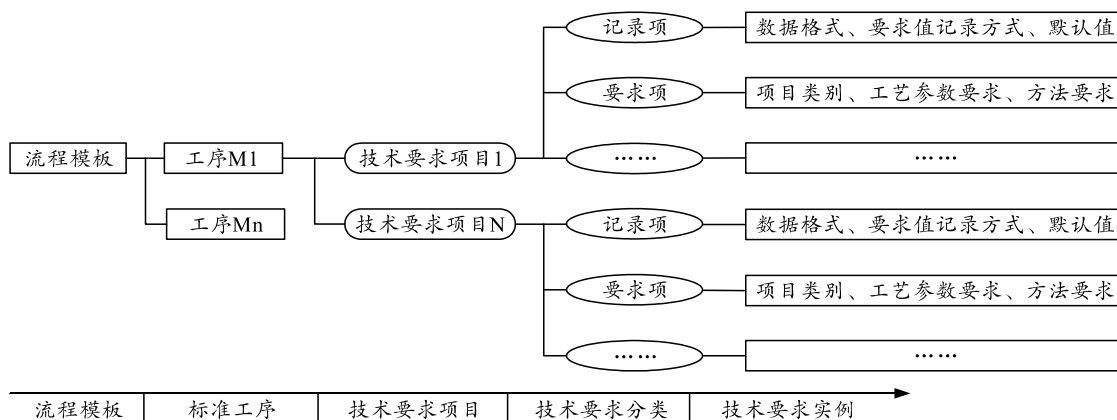 记录项
数据格式、要求值记录方式、默认值
要求项
项目类别、工艺参数要求、方法要求
流程模板
工序M1
技术要求项目1
……
……
工序Mn
技术要求项目N
记录项
数据格式、要求值记录方式、默认值
要求项
项目类别、工艺参数要求、方法要求
……
……
流程模板
标准工序
技术要求项目
技术要求分类
技术要求实例